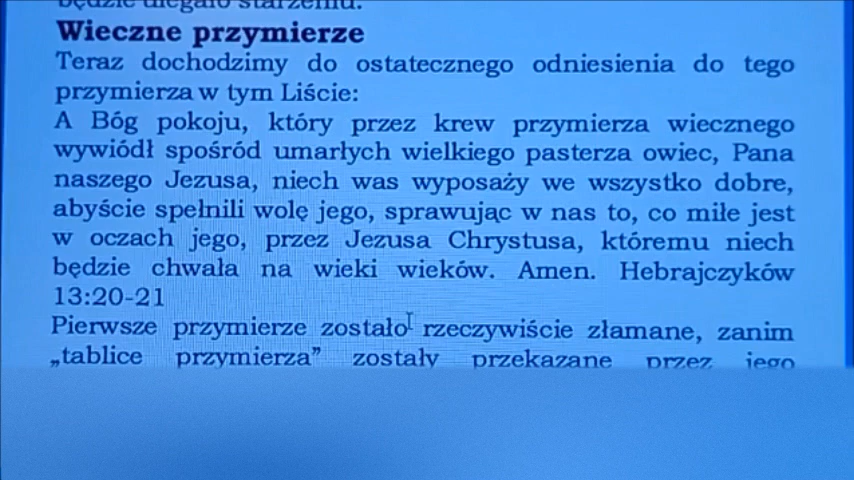 będzie ulegało starzeniu.
Wieczne przymierze
Teraz dochodzimy do ostatecznego odniesienia do tego
przymierza w tym Liście:
A Bóg pokoju, który przez krew przymierza wiecznego
wywiódł spośród umarłych wielkiego pasterza owiec, Pana
naszego Jezusa, niech was wyposaży we wszystko dobre,
abyście spełnili wolę jego, sprawując w nas to, co miłe jest
w oczach jego, przez Jezusa Chrystusa, któremu niech
będzie chwała na wieki wieków. Amen. Hebrajczyków
13:20-21
Pierwsze przymierze zostało rzeczywiście złamane, zanim
„tablice przymierza” zostały przekazane przez jego